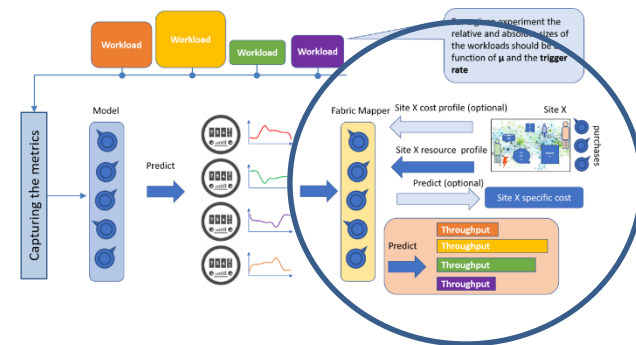 Workload
Workload
Workload
Workload
experiment the
relative and absolute sizes of
the workloads should be
function of μ and the trigger
rate
Capturing the metrics
Model
Predict
Fabric Mapper
Site X cost profile (optional)
Site X
purchases
Site X resource profile
Predict (optional)
Site X specific cost
Predict
Throughput
Throughput
Throughput
Throughput